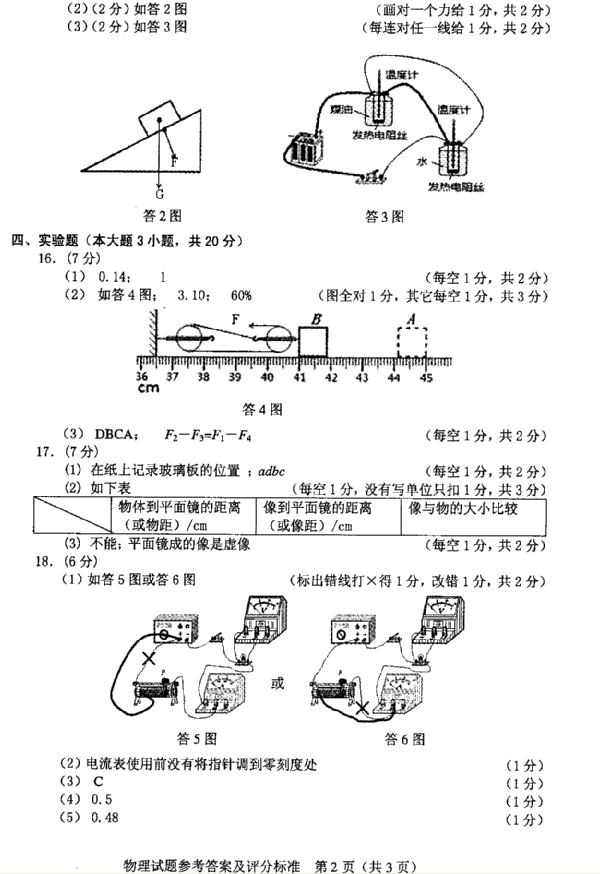 （2）（2分）如答2图 （画对一个力给1分，共2分）
（3）（2分）如答3图 （每连对任一线给1分，共2分）
温度计
煤油
温度计
发热电阻丝
水
发热电阻丝
F
G
答2图 答3图
四、实验题（本大题3小题，共20分）
16．（7分）
（1） 0.14； 1 （每空1分，共2分）
（2） 如答4图； 3.10； 60% （图全对1分，其它每空1分，共3分）
F B A
36 37 38 39 40 41 42 43 44 45
cm
答4图
（3） DBCA； F₂－F₃=F₁－F₄ （每空1分，共2分）
17．（7分）
（1）在纸上记录玻璃板的位置；adbc （每空1分，共2分）
（2）如下表 （每空1分，没有写单位只扣1分，共3分）
物体到平面镜的距离 像到平面镜的距离 像与物的大小比较
（或物距）/cm （或像距）/cm
（3）不能；平面镜成的像是虚像 （每空1分，共2分）
18．（6分）
（1）如答5图或答6图 （标出错线打×得1分，改错1分，共2分）
P 或 P
答5图 答6图
（2）电流表使用前没有将指针调到零刻度处 （1分）
（3） C （1分）
（4） 0.5 （1分）
（5） 0.48 （1分）
物理试题参考答案及评分标准 第2页（共3页）